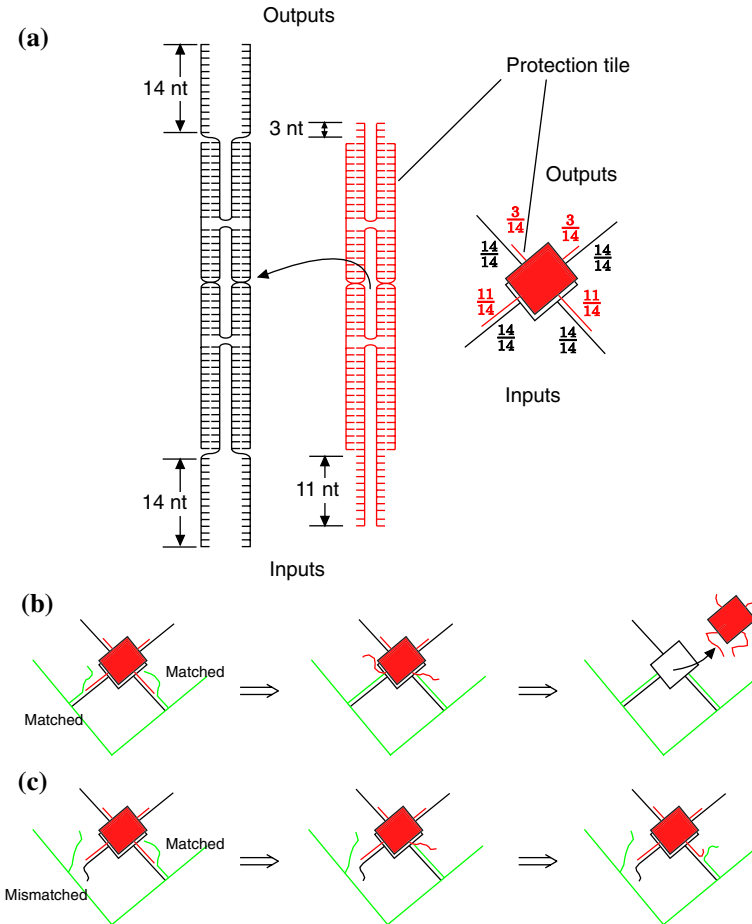 Outputs
(a)
14 nt
3 nt
Protection tile
Outputs
3/14
3/14
14/14
14/14
11/14
11/14
14/14
14/14
Inputs
11 nt
14 nt
Inputs
(b)
Matched
Matched
(c)
Matched
Mismatched